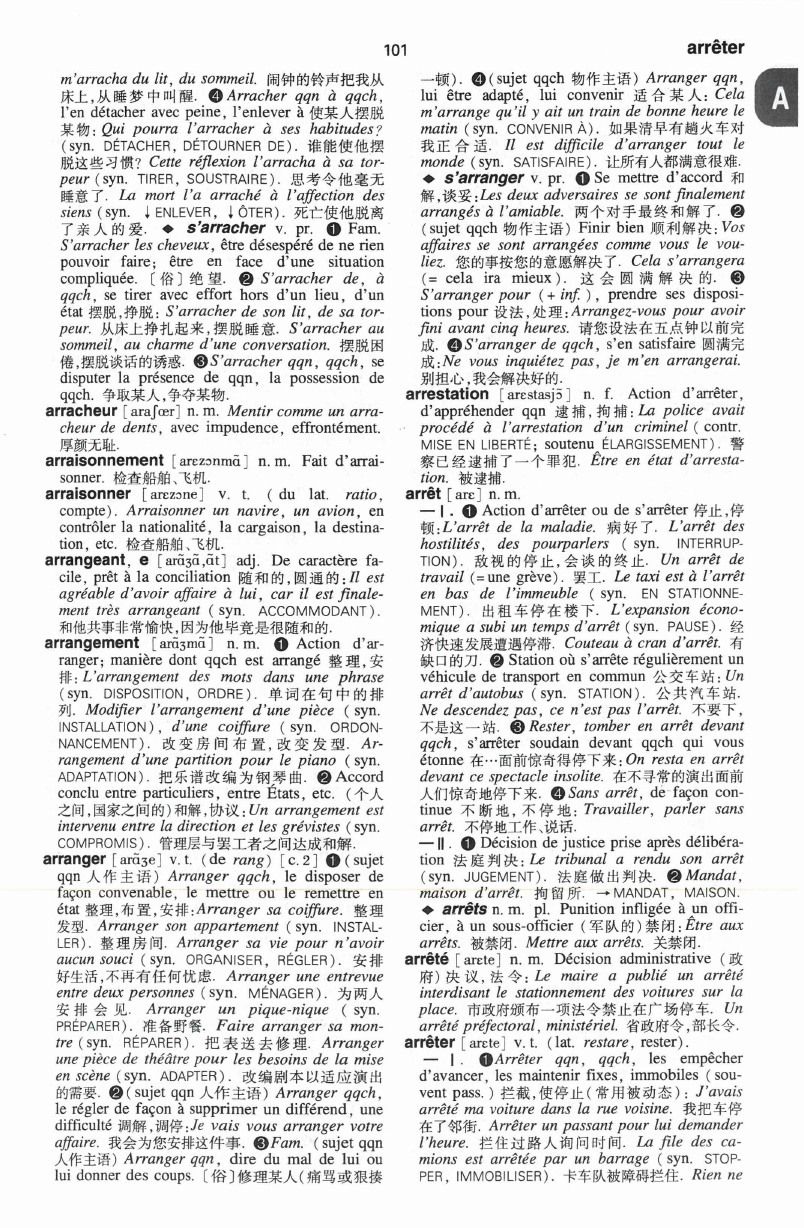 101
arrêter
A
m'arracha du lit, du sommeil. 闹钟的铃声把我从
床上,从睡梦中叫醒. ❹ Arracher qqn à qqch,
l'en détacher avec peine, l'enlever à 使某人摆脱
某物: Qui pourra l'arracher à ses habitudes?
(syn. DÉTACHER, DÉTOURNER DE). 谁能使他摆
脱这些习惯? Cette réflexion l'arracha à sa tor-
peur (syn. TIRER, SOUSTRAIRE). 思考令他毫无
睡意了. La mort l'a arraché à l'affection des
siens (syn. ↓ENLEVER, ↓ÔTER). 死亡使他脱离
了亲人的爱. ◆ s'arracher v. pr. ❶ Fam.
S'arracher les cheveux, être désespéré de ne rien
pouvoir faire; être en face d'une situation
compliquée. 〔俗〕绝望. ❷ S'arracher de, à
qqch, se tirer avec effort hors d'un lieu, d'un
état 摆脱,挣脱: S'arracher de son lit, de sa tor-
peur. 从床上挣扎起来,摆脱睡意. S'arracher au
sommeil, au charme d'une conversation. 摆脱困
倦,摆脱谈话的诱惑. ❸ S'arracher qqn, qqch, se
disputer la présence de qqn, la possession de
qqch. 争取某人,争夺某物.
arracheur [araʃœr] n. m. Mentir comme un arra-
cheur de dents, avec impudence, effrontément.
厚颜无耻.
arraisonnement [arɛzɔnmɑ̃] n. m. Fait d'arrai-
sonner. 检查船舶、飞机.
arraisonner [arɛzɔne] v. t. (du lat. ratio,
compte). Arraisonner un navire, un avion, en
contrôler la nationalité, la cargaison, la destina-
tion, etc. 检查船舶、飞机.
arrangeant, e [arɑ̃ʒɑ̃,ɑ̃t] adj. De caractère fa-
cile, prêt à la conciliation 随和的,圆通的: Il est
agréable d'avoir affaire à lui, car il est finale-
ment très arrangeant (syn. ACCOMMODANT).
和他共事非常愉快,因为他毕竟是很随和的.
arrangement [arɑ̃ʒmɑ̃] n. m. ❶ Action d'ar-
ranger; manière dont qqch est arrangé 整理,安
排: L'arrangement des mots dans une phrase
(syn. DISPOSITION, ORDRE). 单词在句中的排
列. Modifier l'arrangement d'une pièce (syn.
INSTALLATION), d'une coiffure (syn. ORDON-
NANCEMENT). 改变房间布置,改变发型. Ar-
rangement d'une partition pour le piano (syn.
ADAPTATION). 把乐谱改编为钢琴曲. ❷ Accord
conclu entre particuliers, entre États, etc. (个人
之间,国家之间的)和解,协议: Un arrangement est
intervenu entre la direction et les grévistes (syn.
COMPROMIS). 管理层与罢工者之间达成和解.
arranger [arɑ̃ʒe] v. t. (de rang) [c. 2] ❶ (sujet
qqn 人作主语) Arranger qqch, le disposer de
façon convenable, le mettre ou le remettre en
état 整理,布置,安排: Arranger sa coiffure. 整理
发型. Arranger son appartement (syn. INSTAL-
LER). 整理房间. Arranger sa vie pour n'avoir
aucun souci (syn. ORGANISER, RÉGLER). 安排
好生活,不再有任何忧虑. Arranger une entrevue
entre deux personnes (syn. MÉNAGER). 为两人
安排会见. Arranger un pique-nique (syn.
PRÉPARER). 准备野餐. Faire arranger sa mon-
tre (syn. RÉPARER). 把表送去修理. Arranger
une pièce de théâtre pour les besoins de la mise
en scène (syn. ADAPTER). 改编剧本以适应演出
的需要. ❷ (sujet qqn 人作主语) Arranger qqch,
le régler de façon à supprimer un différend, une
difficulté 调解,调停: Je vais vous arranger votre
affaire. 我会为您安排这件事. ❸ Fam. (sujet qqn
人作主语) Arranger qqn, dire du mal de lui ou
lui donner des coups. 〔俗〕修理某人(痛骂或狠揍
一顿). ❹ (sujet qqch 物作主语) Arranger qqn,
lui être adapté, lui convenir 适合某人: Cela
m'arrange qu'il y ait un train de bonne heure le
matin (syn. CONVENIR À). 如果清早有趟火车对
我正合适. Il est difficile d'arranger tout le
monde (syn. SATISFAIRE). 让所有人都满意很难.
◆ s'arranger v. pr. ❶ Se mettre d'accord 和
解,谈妥: Les deux adversaires se sont finalement
arrangés à l'amiable. 两个对手最终和解了. ❷
(sujet qqch 物作主语) Finir bien 顺利解决: Vos
affaires se sont arrangées comme vous le vou-
liez. 您的事按您的意愿解决了. Cela s'arrangera
(= cela ira mieux). 这会圆满解决的. ❸
S'arranger pour (+ inf.), prendre ses disposi-
tions pour 设法,处理: Arrangez-vous pour avoir
fini avant cinq heures. 请您设法在五点钟以前完
成. ❹ S'arranger de qqch, s'en satisfaire 圆满完
成: Ne vous inquiétez pas, je m'en arrangerai.
别担心,我会解决好的.
arrestation [arɛstasjɔ̃] n. f. Action d'arrêter,
d'appréhender qqn 逮捕,拘捕: La police avait
procédé à l'arrestation d'un criminel (contr.
MISE EN LIBERTÉ; soutenu ÉLARGISSEMENT). 警
察已经逮捕了一个罪犯. Être en état d'arresta-
tion. 被逮捕.
arrêt [arɛ] n. m.
— Ⅰ. ❶ Action d'arrêter ou de s'arrêter 停止,停
顿: L'arrêt de la maladie. 病好了. L'arrêt des
hostilités, des pourparlers (syn. INTERRUP-
TION). 敌视的停止,会谈的终止. Un arrêt de
travail (= une grève). 罢工. Le taxi est à l'arrêt
en bas de l'immeuble (syn. EN STATIONNE-
MENT). 出租车停在楼下. L'expansion écono-
mique a subi un temps d'arrêt (syn. PAUSE). 经
济快速发展遭遇停滞. Couteau à cran d'arrêt. 有
缺口的刀. ❷ Station où s'arrête régulièrement un
véhicule de transport en commun 公交车站: Un
arrêt d'autobus (syn. STATION). 公共汽车站.
Ne descendez pas, ce n'est pas l'arrêt. 不要下,
不是这一站. ❸ Rester, tomber en arrêt devant
qqch, s'arrêter soudain devant qqch qui vous
étonne 在…面前惊奇得停下来: On resta en arrêt
devant ce spectacle insolite. 在不寻常的演出面前
人们惊奇地停下来. ❹ Sans arrêt, de façon con-
tinue 不断地,不停地: Travailler, parler sans
arrêt. 不停地工作、说话.
— Ⅱ. ❶ Décision de justice prise après délibéra-
tion 法庭判决: Le tribunal a rendu son arrêt
(syn. JUGEMENT). 法庭做出判决. ❷ Mandat,
maison d'arrêt. 拘留所. → MANDAT, MAISON.
◆ arrêts n. m. pl. Punition infligée à un offi-
cier, à un sous-officier (军队的)禁闭: Être aux
arrêts. 被禁闭. Mettre aux arrêts. 关禁闭.
arrêté [arɛte] n. m. Décision administrative (政
府)决议,法令: Le maire a publié un arrêté
interdisant le stationnement des voitures sur la
place. 市政府颁布一项法令禁止在广场停车. Un
arrêté préfectoral, ministériel. 省政府令,部长令.
arrêter [arɛte] v. t. (lat. restare, rester).
— Ⅰ. ❶ Arrêter qqn, qqch, les empêcher
d'avancer, les maintenir fixes, immobiles (sou-
vent pass.) 拦截,使停止(常用被动态): J'avais
arrêté ma voiture dans la rue voisine. 我把车停
在了邻街. Arrêter un passant pour lui demander
l'heure. 拦住过路人询问时间. La file des ca-
mions est arrêtée par un barrage (syn. STOP-
PER, IMMOBILISER). 卡车队被障碍拦住. Rien ne